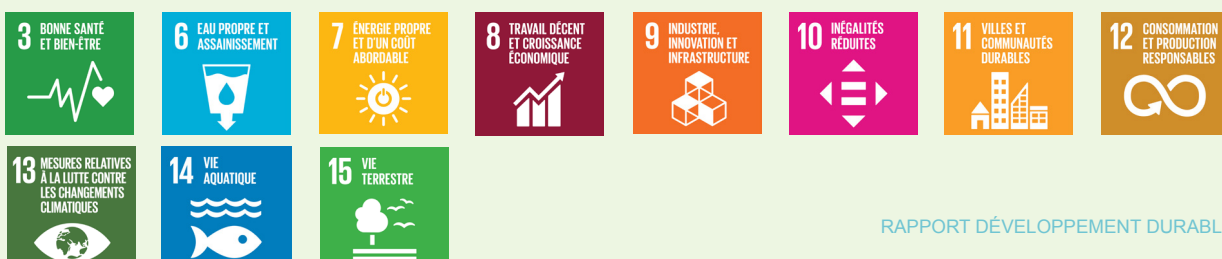 3 BONNE SANTÉ
ET BIEN-ÊTRE
6 EAU PROPRE ET
ASSAINISSEMENT
7 ÉNERGIE PROPRE
ET D'UN COÛT
ABORDABLE
8 TRAVAIL DÉCENT
ET CROISSANCE
ÉCONOMIQUE
9 INDUSTRIE,
INNOVATION ET
INFRASTRUCTURE
10 INÉGALITÉS
RÉDUITES
11 VILLES ET
COMMUNAUTÉS
DURABLES
12 CONSOMMATION
ET PRODUCTION
RESPONSABLES
13 MESURES RELATIVES
À LA LUTTE CONTRE
LES CHANGEMENTS
CLIMATIQUES
14 VIE
AQUATIQUE
15 VIE
TERRESTRE
RAPPORT DÉVELOPPEMENT DURABL